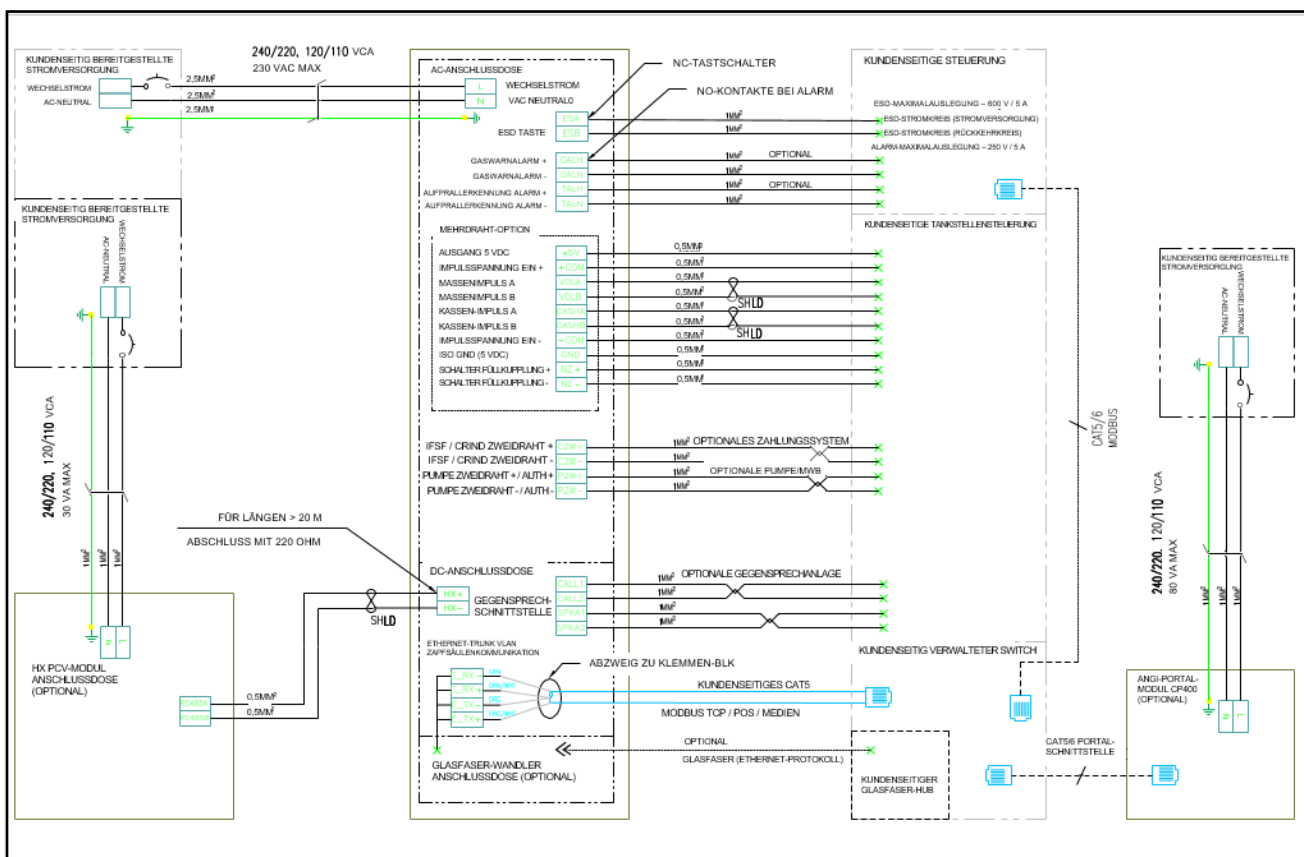 240/220, 120/110 VCA
230 VAC MAX
KUNDENSEITIG BEREITGESTELLTE
STROMVERSORGUNG
WECHSELSTROM
AC-NEUTRAL
2,5MM²
2,5MM²
2,5MM²
AC-ANSCHLUSSDOSE
L
WECHSELSTROM
N
VAC NEUTRAL0
ESA
ESD TASTE
ESB
GASWARNALARM +
GALH
GASWARNALARM -
GALN
AUFPRALLERKENNUNG ALARM +
TALH
AUFPRALLERKENNUNG ALARM -
TALN
NC-TASTSCHALTER
NO-KONTAKTE BEI ALARM
1MM²
1MM²
1MM²
OPTIONAL
1MM²
1MM²
OPTIONAL
1MM²
KUNDENSEITIGE STEUERUNG
ESD-MAXIMALAUSLEGUNG – 600 V / 5 A
ESD-STROMKREIS (STROMVERSORGUNG)
ESD-STROMKREIS (RÜCKKEHRKREIS)
ALARM-MAXIMALAUSLEGUNG – 250 V / 5 A
KUNDENSEITIG BEREITGESTELLTE
STROMVERSORGUNG
WECHSELSTROM
AC-NEUTRAL
240/220, 120/110 VCA
30 VA MAX
1MM²
1MM²
1MM²
MEHRDRAHT-OPTION
AUSGANG 5 VDC
+5V
0,5MM²
IMPULSSPANNUNG EIN +
+COM
0,5MM²
MASSENIMPULS A
VOLA
0,5MM²
MASSENIMPULS B
VOLB
0,5MM²
SHLD
KASSEN-IMPULS A
CASHA
0,5MM²
KASSEN-IMPULS B
CASHB
0,5MM²
SHLD
IMPULSSPANNUNG EIN -
-COM
0,5MM²
ISO GND (5 VDC)
GND
0,5MM²
SCHALTER FÜLLKUPPLUNG +
NZ +
0,5MM²
SCHALTER FÜLLKUPPLUNG -
NZ -
0,5MM²
KUNDENSEITIGE TANKSTELLENSTEUERUNG
CAT5/6
MODBUS
KUNDENSEITIG BEREITGESTELLTE
STROMVERSORGUNG
WECHSELSTROM
AC-NEUTRAL
240/220. 120/110 VCA
80 VA MAX
1MM²
1MM²
1MM²
IFSF / CRIND ZWEIDRAHT +
C2W+
1MM²
OPTIONALES ZAHLUNGSSYSTEM
IFSF / CRIND ZWEIDRAHT -
C2W-
1MM²
PUMPE ZWEIDRAHT + / AUTH +
P2W+
1MM²
OPTIONALE PUMPE/MWB
PUMPE ZWEIDRAHT - / AUTH -
P2W-
1MM²
FÜR LÄNGEN > 20 M
ABSCHLUSS MIT 220 OHM
DC-ANSCHLUSSDOSE
HX+
HX-
GEGENSPRECH-
SCHNITTSTELLE
CALL1
CALL2
SPKA1
SPKA2
1MM²
OPTIONALE GEGENSPRECHANLAGE
1MM²
1MM²
1MM²
SHLD
N
L
HX PCV-MODUL
ANSCHLUSSDOSE
(OPTIONAL)
RS485A
RS485B
0,5MM²
0,5MM²
ETHERNET-TRUNK VLAN
ZAPFSÄULENKOMMUNIKATION
E_RX -
GRN
E_RX +
GRN/WHT
E_TX -
ORG
E_TX+
ORG/WHT
ABZWEIG ZU KLEMMEN-BLK
KUNDENSEITIGES CAT5
MODBUS TCP / POS / MEDIEN
KUNDENSEITIG VERWALTETER SWITCH
OPTIONAL
GLASFASER (ETHERNET-PROTOKOLL)
GLASFASER-WANDLER
ANSCHLUSSDOSE (OPTIONAL)
KUNDENSEITIGER
GLASFASER-HUB
CAT5/6 PORTAL-
SCHNITTSTELLE
ANGI-PORTAL-
MODUL CP400
(OPTIONAL)
N
L